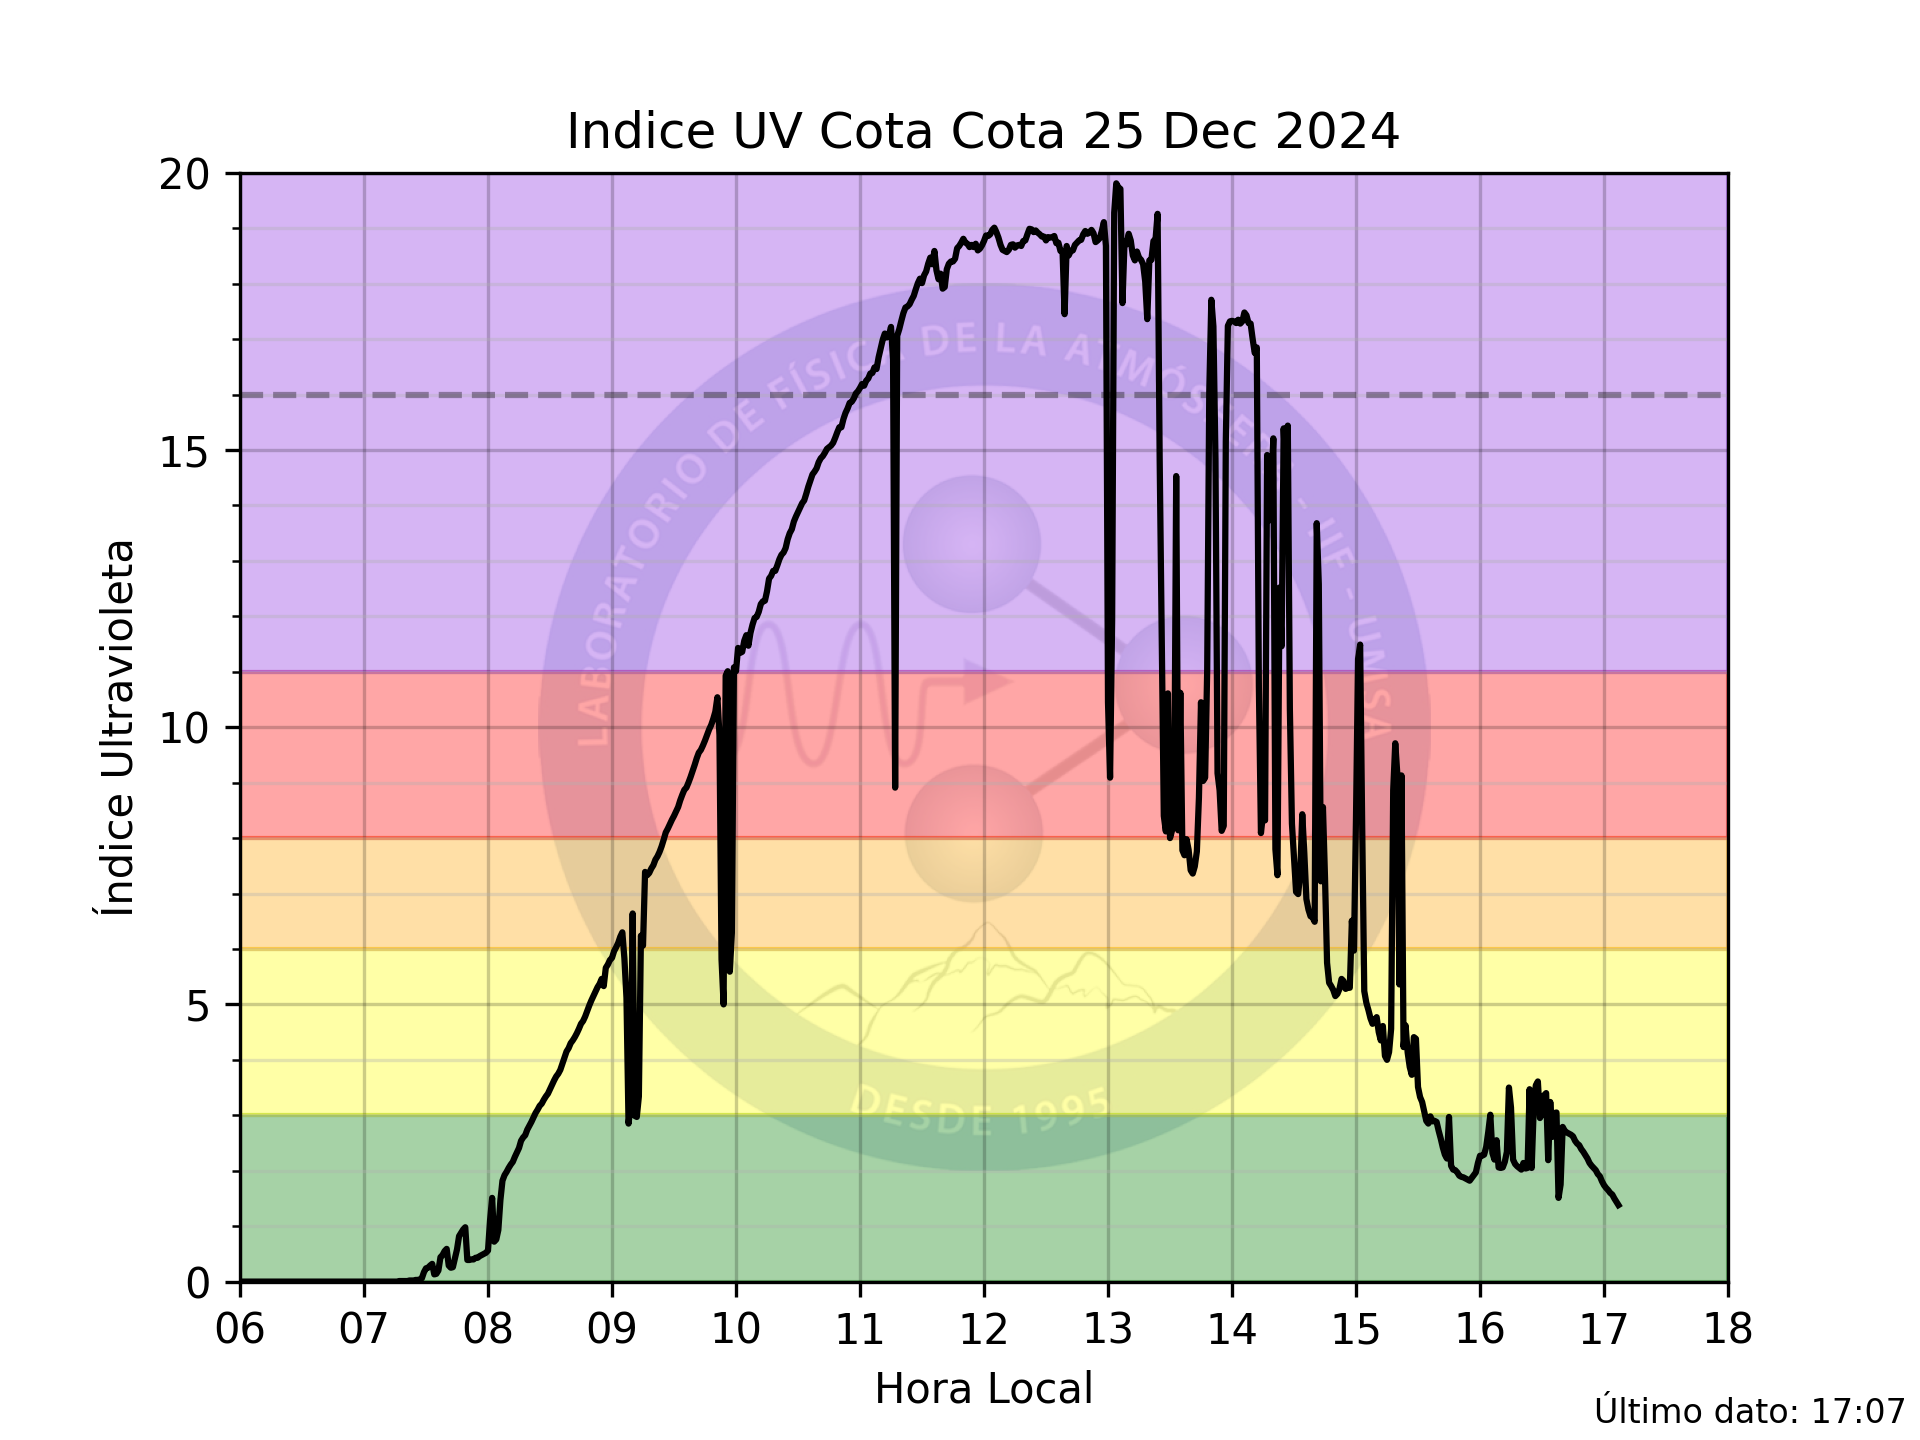 Indice UV Cota Cota 25 Dec 2024
20
15
10
5
0
Índice Ultravioleta
LABORATORIO DE FÍSICA DE LA ATMÓSFERA - IIF - UMSA
DESDE 1995
06 07 08 09 10 11 12 13 14 15 16 17 18
Hora Local
Último dato: 17:07